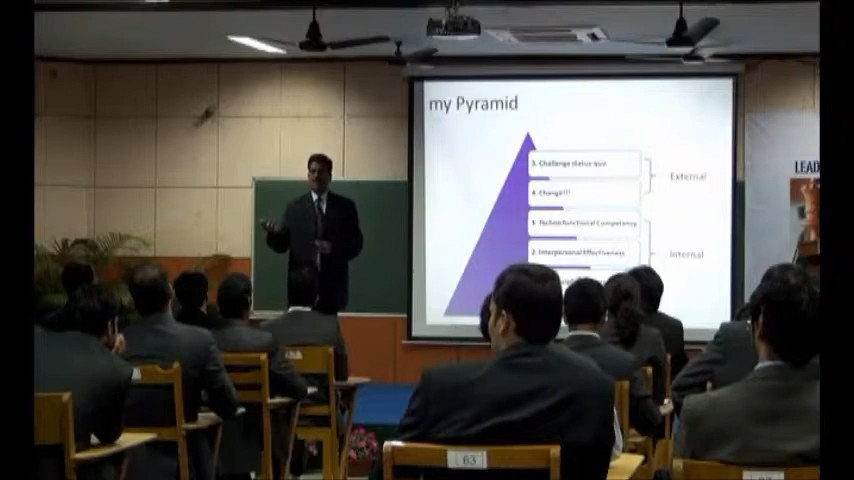 my Pyramid
5. Challenge status quo
4. Change!!!
External
3. Techno-functional Competency
2. Interpersonal Effectiveness
Internal
LEAD
63